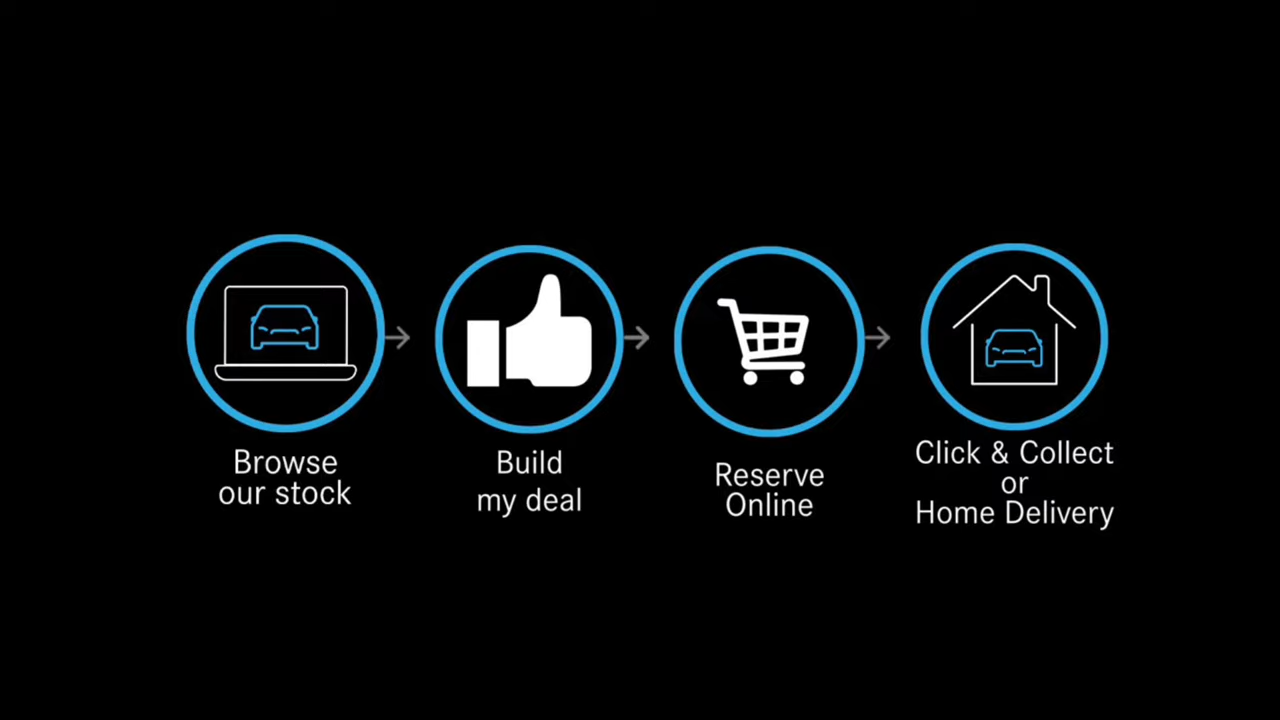 Browse
our stock
Build
my deal
Reserve
Online
Click & Collect
or
Home Delivery